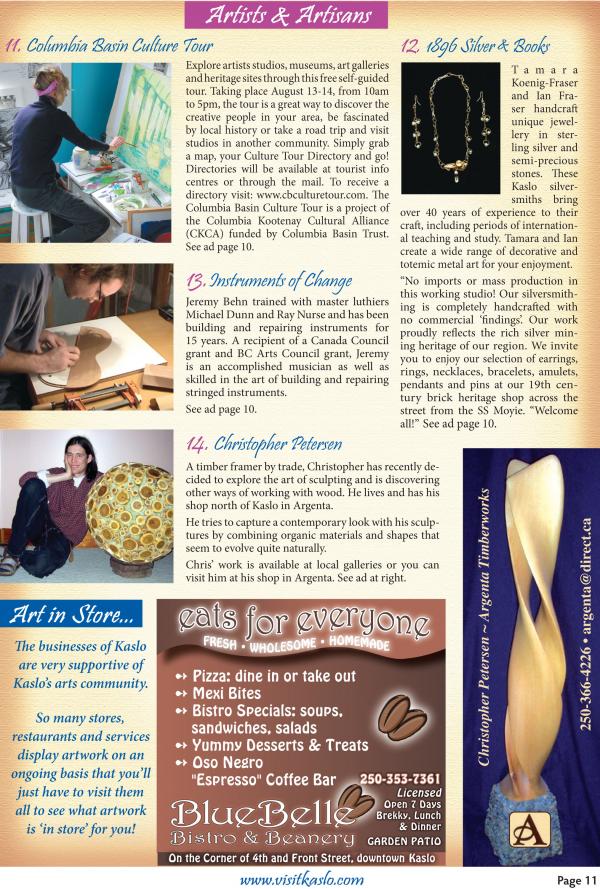 Artists & Artisans
11. Columbia Basin Culture Tour
Explore artists studios, museums, art galleries
and heritage sites through this free self-guided
tour. Taking place August 13-14, from 10am
to 5pm, the tour is a great way to discover the
creative people in your area, be fascinated
by local history or take a road trip and visit
studios in another community. Simply grab
a map, your Culture Tour Directory and go!
Directories will be available at tourist info
centres or through the mail. To receive a
directory visit: www.cbculturetour.com. The
Columbia Basin Culture Tour is a project of
the Columbia Kootenay Cultural Alliance
(CKCA) funded by Columbia Basin Trust.
See ad page 10.
13. Instruments of Change
Jeremy Behn trained with master luthiers
Michael Dunn and Ray Nurse and has been
building and repairing instruments for
15 years. A recipient of a Canada Council
grant and BC Arts Council grant, Jeremy
is an accomplished musician as well as
skilled in the art of building and repairing
stringed instruments.
See ad page 10.
12. 1896 Silver & Books
Tamara
Koenig-Fraser
and Ian Fra-
ser handcraft
unique jewel-
lery in ster-
ling silver and
semi-precious
stones. These
Kaslo silver-
smiths bring
over 40 years of experience to their
craft, including periods of internation-
al teaching and study. Tamara and Ian
create a wide range of decorative and
totemic metal art for your enjoyment.
"No imports or mass production in
this working studio! Our silversmith-
ing is completely handcrafted with
no commercial 'findings'. Our work
proudly reflects the rich silver min-
ing heritage of our region. We invite
you to enjoy our selection of earrings,
rings, necklaces, bracelets, amulets,
pendants and pins at our 19th cen-
tury brick heritage shop across the
street from the SS Moyie. "Welcome
all!" See ad page 10.
14. Christopher Petersen
A timber framer by trade, Christopher has recently de-
cided to explore the art of sculpting and is discovering
other ways of working with wood. He lives and has his
shop north of Kaslo in Argenta.
He tries to capture a contemporary look with his sculp-
tures by combining organic materials and shapes that
seem to evolve quite naturally.
Chris' work is available at local galleries or you can
visit him at his shop in Argenta. See ad at right.
Art in Store...
The businesses of Kaslo
are very supportive of
Kaslo's arts community.
So many stores,
restaurants and services
display artwork on an
ongoing basis that you'll
just have to visit them
all to see what artwork
is 'in store' for you!
eats for everyone
FRESH • WHOLESOME • HOMEMADE
Pizza: dine in or take out
Mexi Bites
Bistro Specials: soups,
sandwiches, salads
Yummy Desserts & Treats
Oso Negro
"Espresso" Coffee Bar
250-353-7361
Licensed
Open 7 Days
Brekky, Lunch
& Dinner
GARDEN PATIO
BlueBelle
Bistro & Beanery
On the Corner of 4th and Front Street, downtown Kaslo
Christopher Petersen ~ Argenta Timberworks
250-366-4226 • argenta@direct.ca
A
www.visitkaslo.com
Page 11